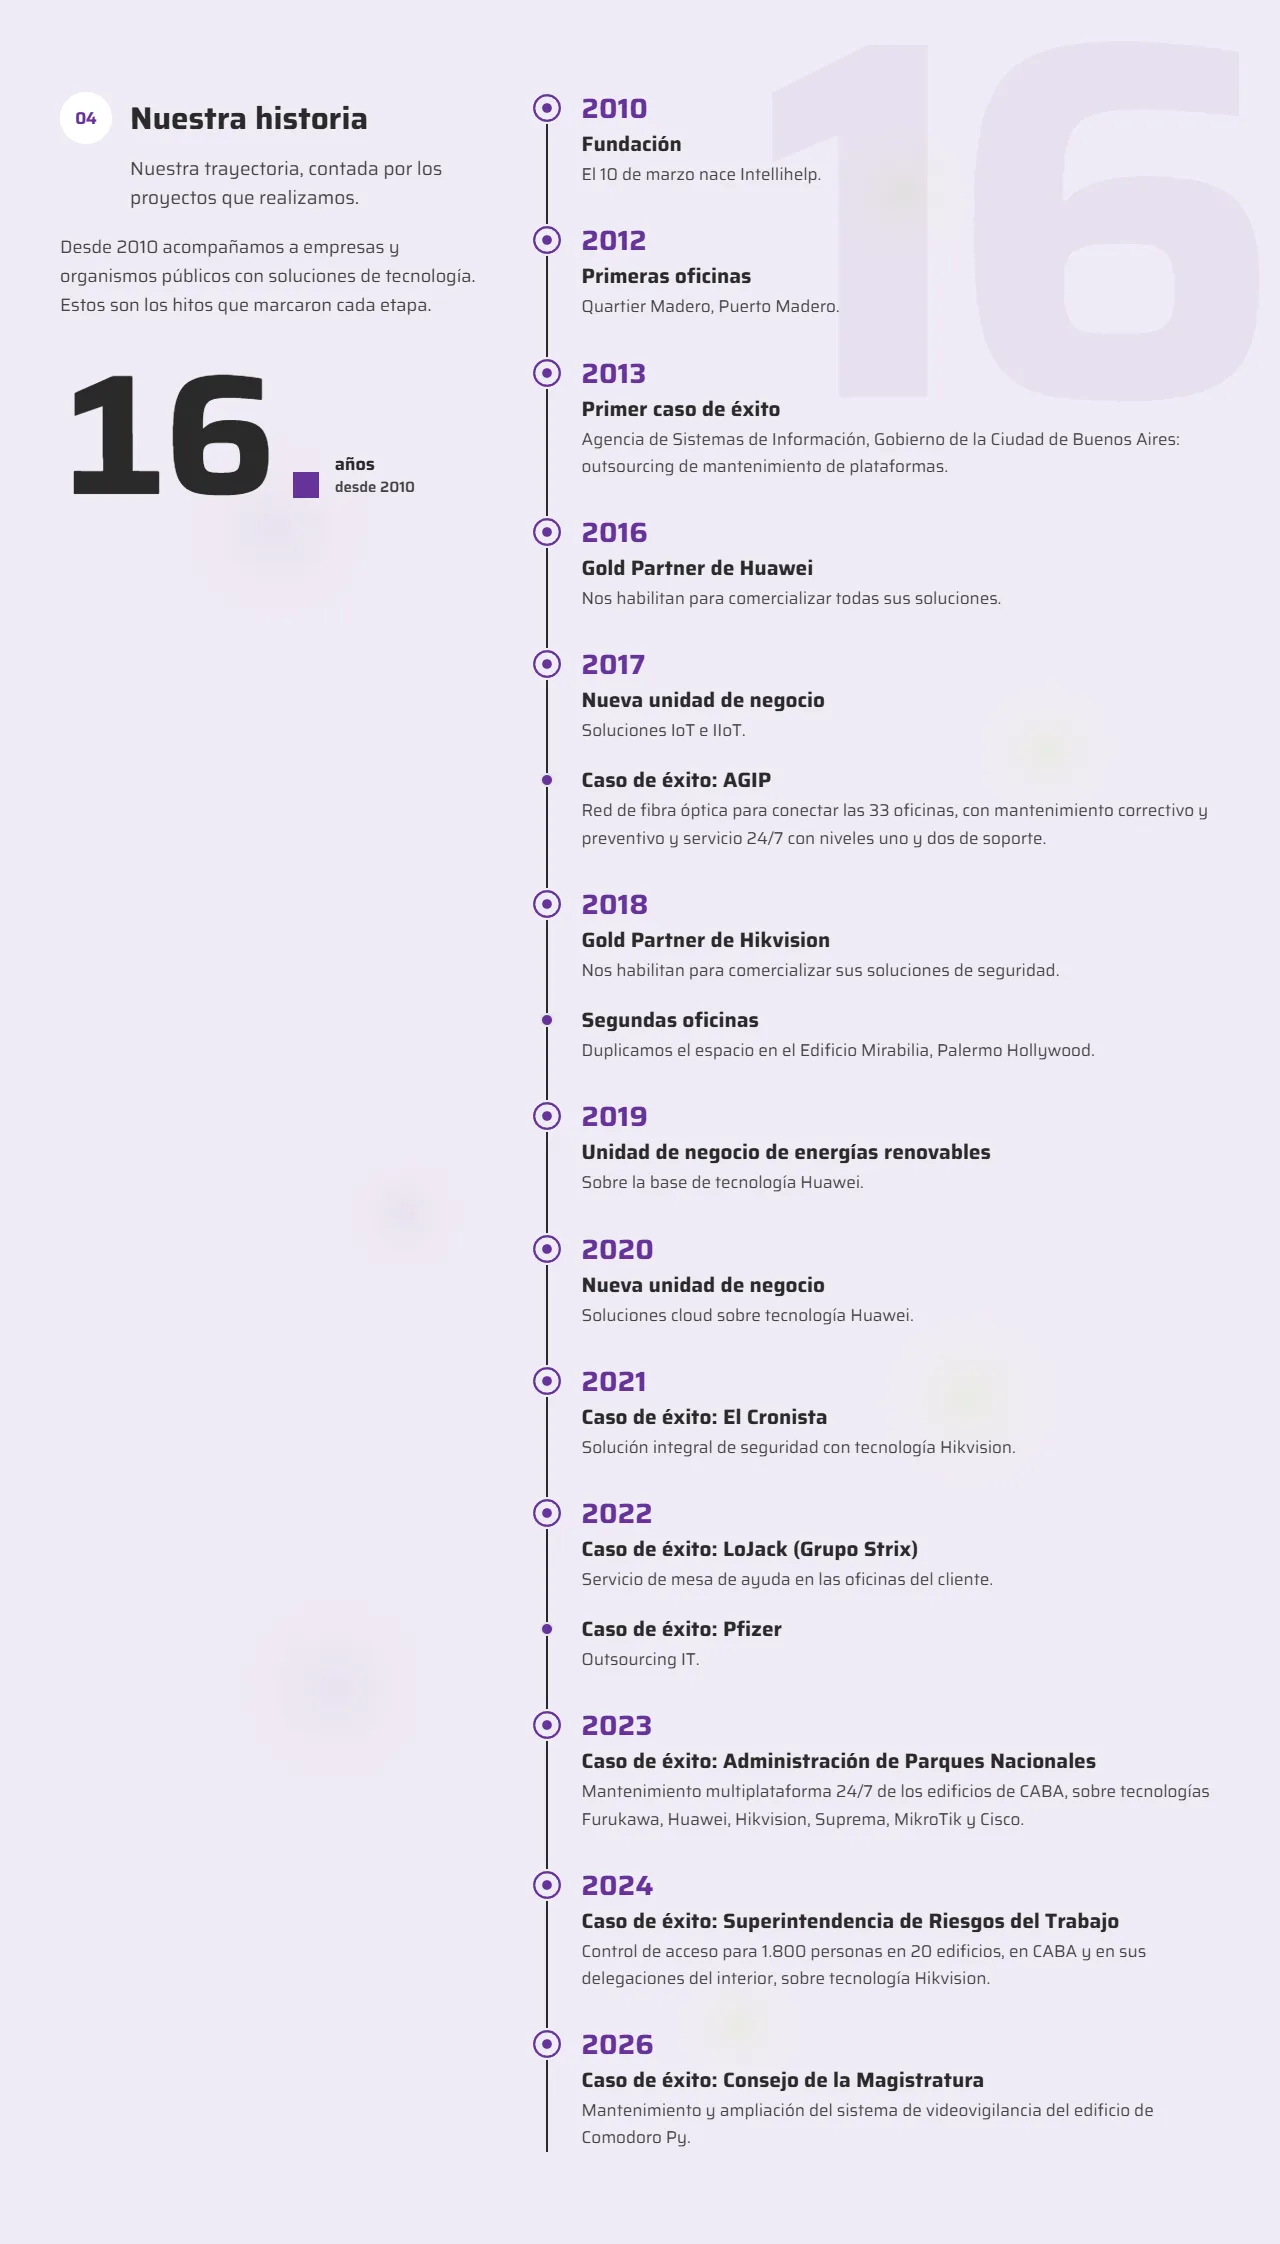 04
Nuestra historia
Nuestra trayectoria, contada por los
proyectos que realizamos.
Desde 2010 acompañamos a empresas y
organismos públicos con soluciones de tecnología.
Estos son los hitos que marcaron cada etapa.
16
años
desde 2010
16
2010
Fundación
El 10 de marzo nace Intellihelp.
2012
Primeras oficinas
Quartier Madero, Puerto Madero.
2013
Primer caso de éxito
Agencia de Sistemas de Información, Gobierno de la Ciudad de Buenos Aires:
outsourcing de mantenimiento de plataformas.
2016
Gold Partner de Huawei
Nos habilitan para comercializar todas sus soluciones.
2017
Nueva unidad de negocio
Soluciones IoT e IIoT.
Caso de éxito: AGIP
Red de fibra óptica para conectar las 33 oficinas, con mantenimiento correctivo y
preventivo y servicio 24/7 con niveles uno y dos de soporte.
2018
Gold Partner de Hikvision
Nos habilitan para comercializar sus soluciones de seguridad.
Segundas oficinas
Duplicamos el espacio en el Edificio Mirabilia, Palermo Hollywood.
2019
Unidad de negocio de energías renovables
Sobre la base de tecnología Huawei.
2020
Nueva unidad de negocio
Soluciones cloud sobre tecnología Huawei.
2021
Caso de éxito: El Cronista
Solución integral de seguridad con tecnología Hikvision.
2022
Caso de éxito: LoJack (Grupo Strix)
Servicio de mesa de ayuda en las oficinas del cliente.
Caso de éxito: Pfizer
Outsourcing IT.
2023
Caso de éxito: Administración de Parques Nacionales
Mantenimiento multiplataforma 24/7 de los edificios de CABA, sobre tecnologías
Furukawa, Huawei, Hikvision, Suprema, MikroTik y Cisco.
2024
Caso de éxito: Superintendencia de Riesgos del Trabajo
Control de acceso para 1.800 personas en 20 edificios, en CABA y en sus
delegaciones del interior, sobre tecnología Hikvision.
2026
Caso de éxito: Consejo de la Magistratura
Mantenimiento y ampliación del sistema de videovigilancia del edificio de
Comodoro Py.